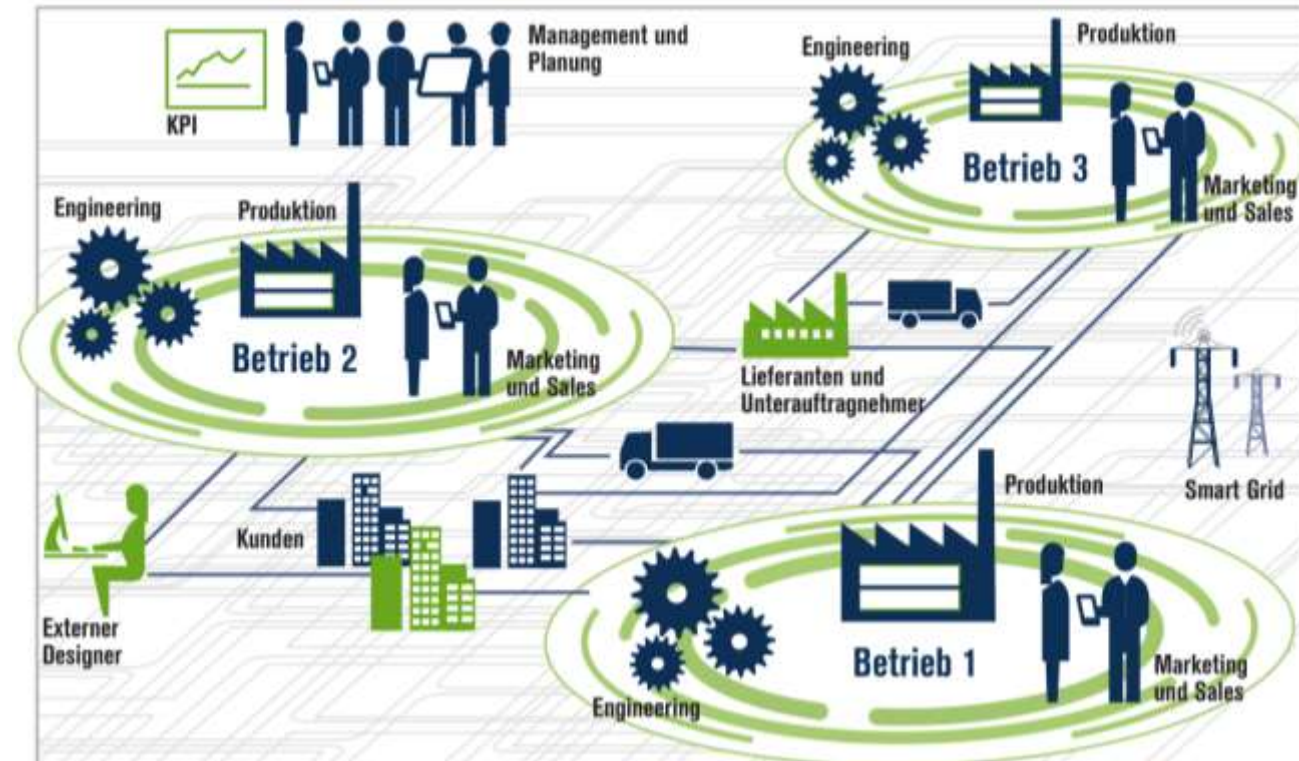 Management und
Planung
KPI
Engineering
Produktion
Betrieb 3
Marketing
und Sales
Engineering
Produktion
Betrieb 2
Marketing
und Sales
Lieferanten und
Unterauftragnehmer
Smart Grid
Kunden
Externer
Designer
Produktion
Betrieb 1
Engineering
Marketing
und Sales